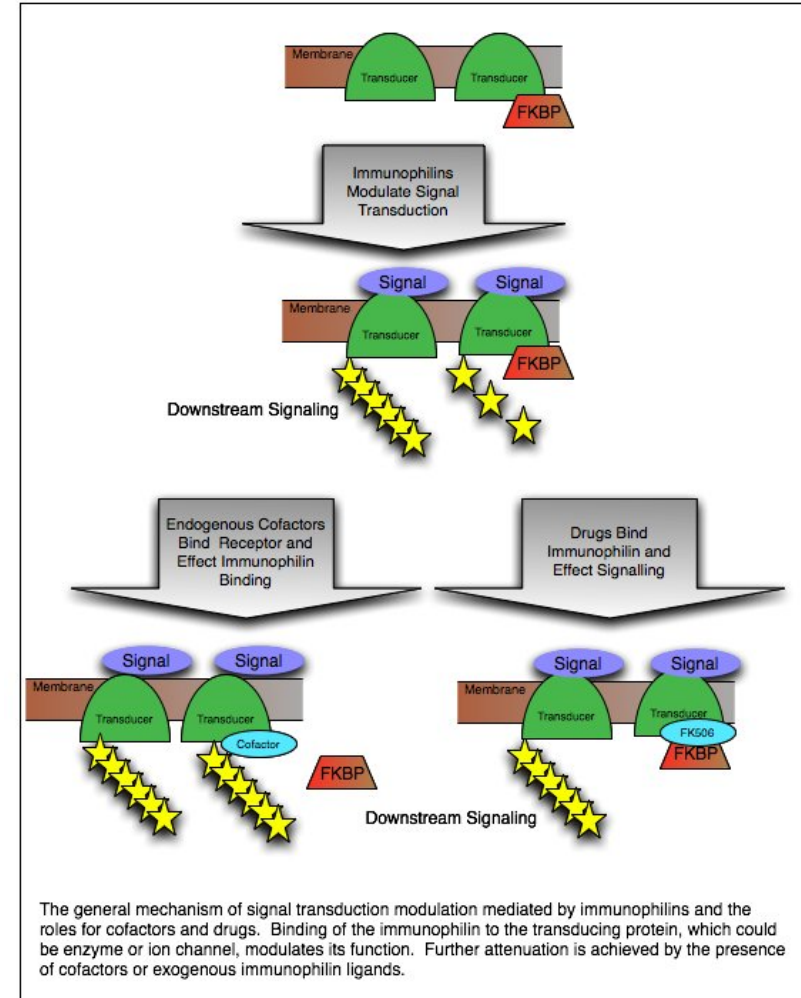 Membrane
Transducer
Transducer
FKBP
Immunophilins
Modulate Signal
Transduction
Signal
Signal
Membrane
Transducer
Transducer
FKBP
Downstream Signaling
Endogenous Cofactors
Bind Receptor and
Effect Immunophilin
Binding
Drugs Bind
Immunophilin and
Effect Signalling
Signal
Signal
Membrane
Transducer
Transducer
Cofactor
FKBP
Signal
Signal
Membrane
Transducer
Transducer
FK506
FKBP
Downstream Signaling
The general mechanism of signal transduction modulation mediated by immunophilins and the
roles for cofactors and drugs. Binding of the immunophilin to the transducing protein, which could
be enzyme or ion channel, modulates its function. Further attenuation is achieved by the presence
of cofactors or exogenous immunophilin ligands.